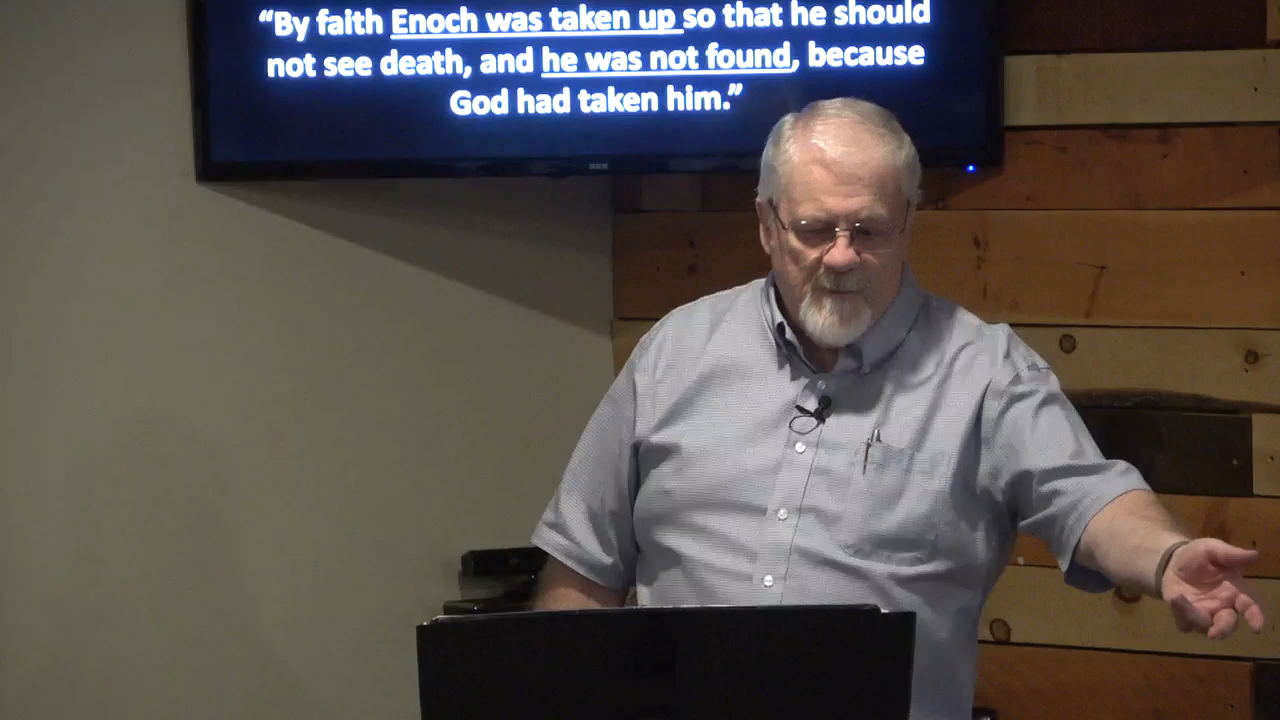 “By faith Enoch was taken up so that he should
not see death, and he was not found, because
God had taken him.”